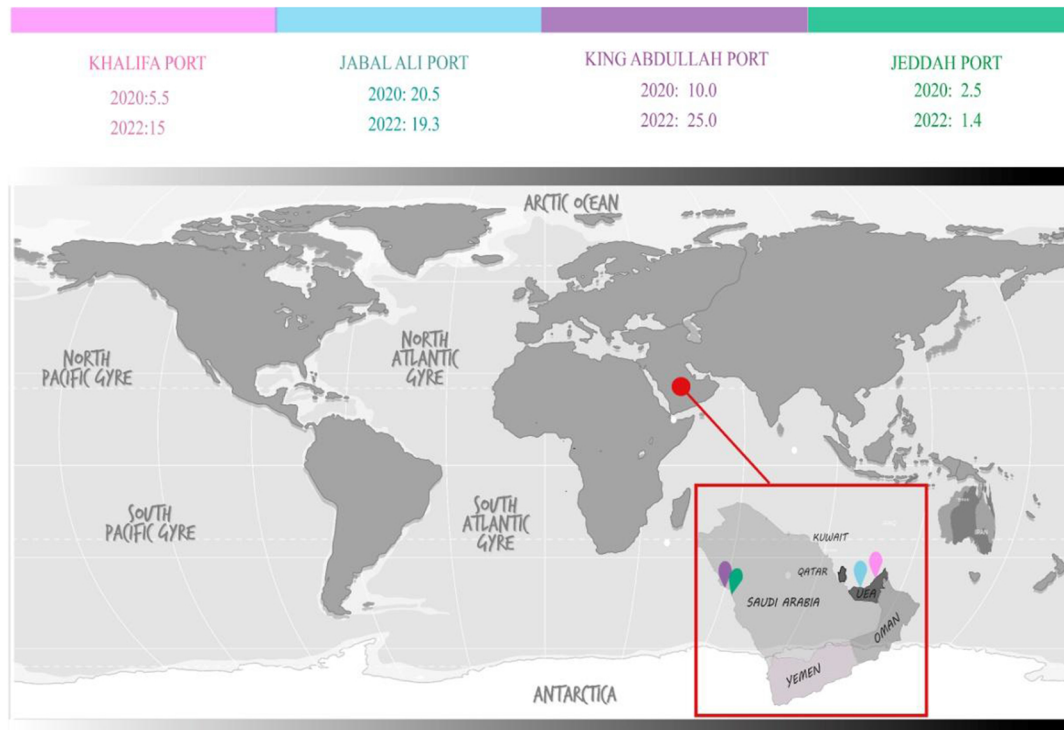 KHALIFA PORT
2020:5.5
2022:15
JABAL ALI PORT
2020: 20.5
2022: 19.3
KING ABDULLAH PORT
2020: 10.0
2022: 25.0
JEDDAH PORT
2020: 2.5
2022: 1.4
ARCTIC OCEAN
NORTH
PACIFIC GYRE
NORTH
ATLANTIC
GYRE
SOUTH
PACIFIC GYRE
SOUTH
ATLANTIC
GYRE
KUWAIT
QATAR
SAUDI ARABIA
UEA
OMAN
YEMEN
ANTARCTICA